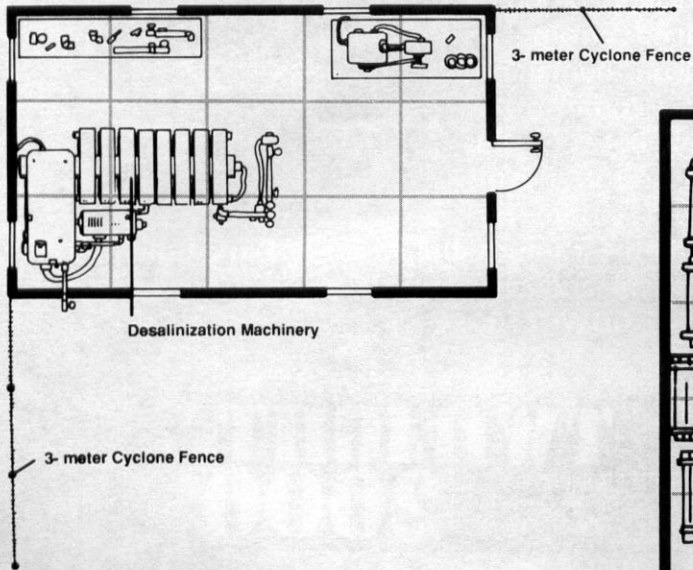 3- meter Cyclone Fence
Desalinization Machinery
3- meter Cyclone Fence